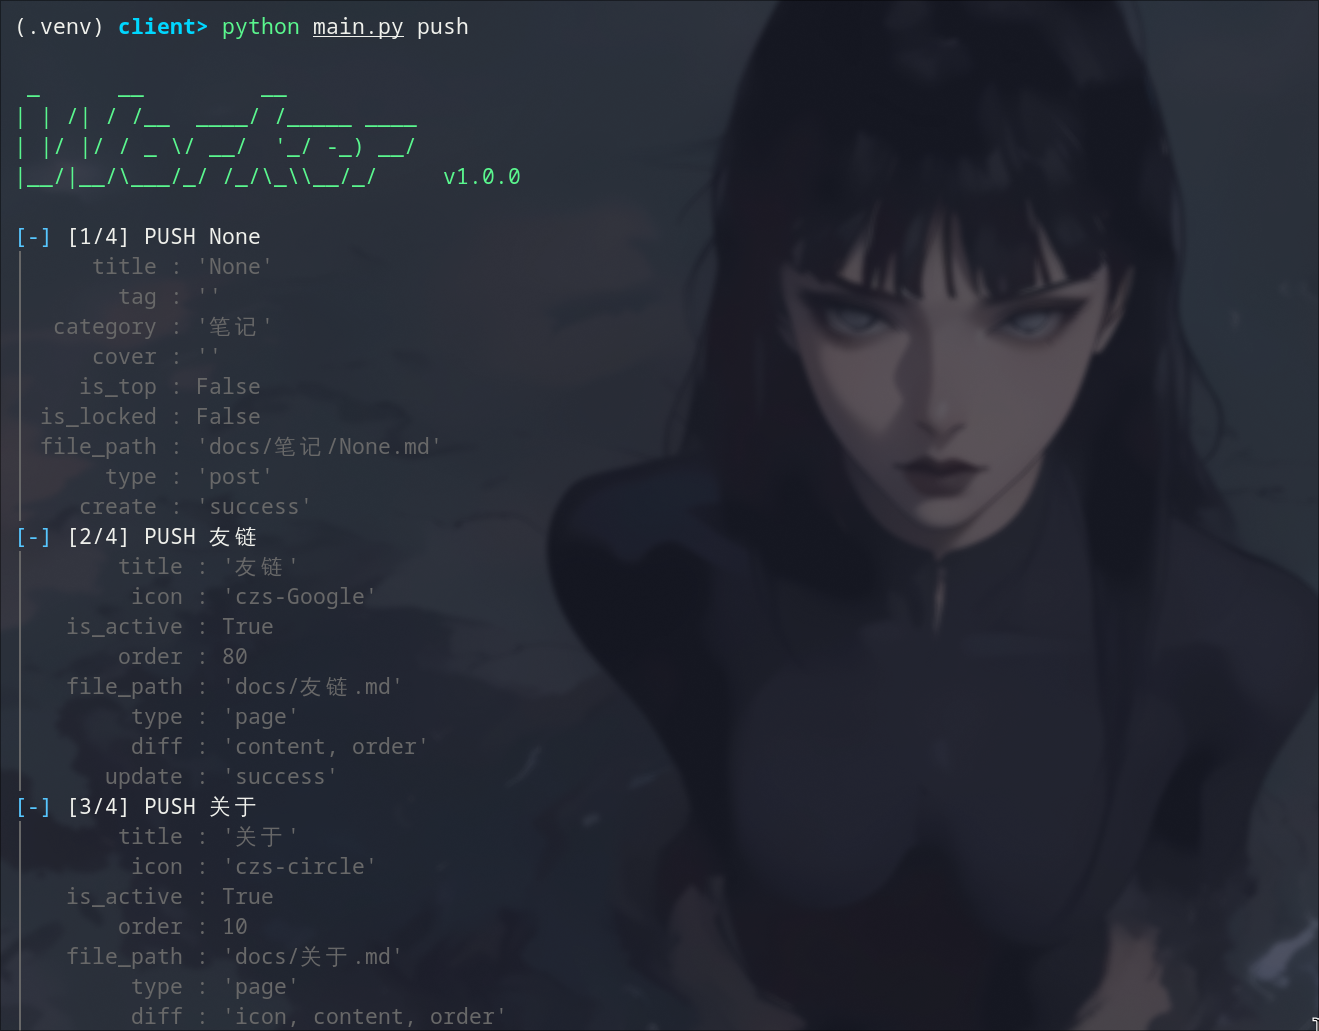 (.venv) client> python main.py push
 _      __         __
| | /| / /__  ____/ /_____ ____
| |/ |/ / _ \/ __/  '_/ -_) __/
|__/|__/\___/_/ /_/\_\\__/_/     v1.0.0
[-] [1/4] PUSH None
title : 'None'
tag : ''
category : '笔记'
cover : ''
is_top : False
is_locked : False
file_path : 'docs/笔记/None.md'
type : 'post'
create : 'success'
[-] [2/4] PUSH 友链
title : '友链'
icon : 'czs-Google'
is_active : True
order : 80
file_path : 'docs/友链.md'
type : 'page'
diff : 'content, order'
update : 'success'
[-] [3/4] PUSH 关于
title : '关于'
icon : 'czs-circle'
is_active : True
order : 10
file_path : 'docs/关于.md'
type : 'page'
diff : 'icon, content, order'